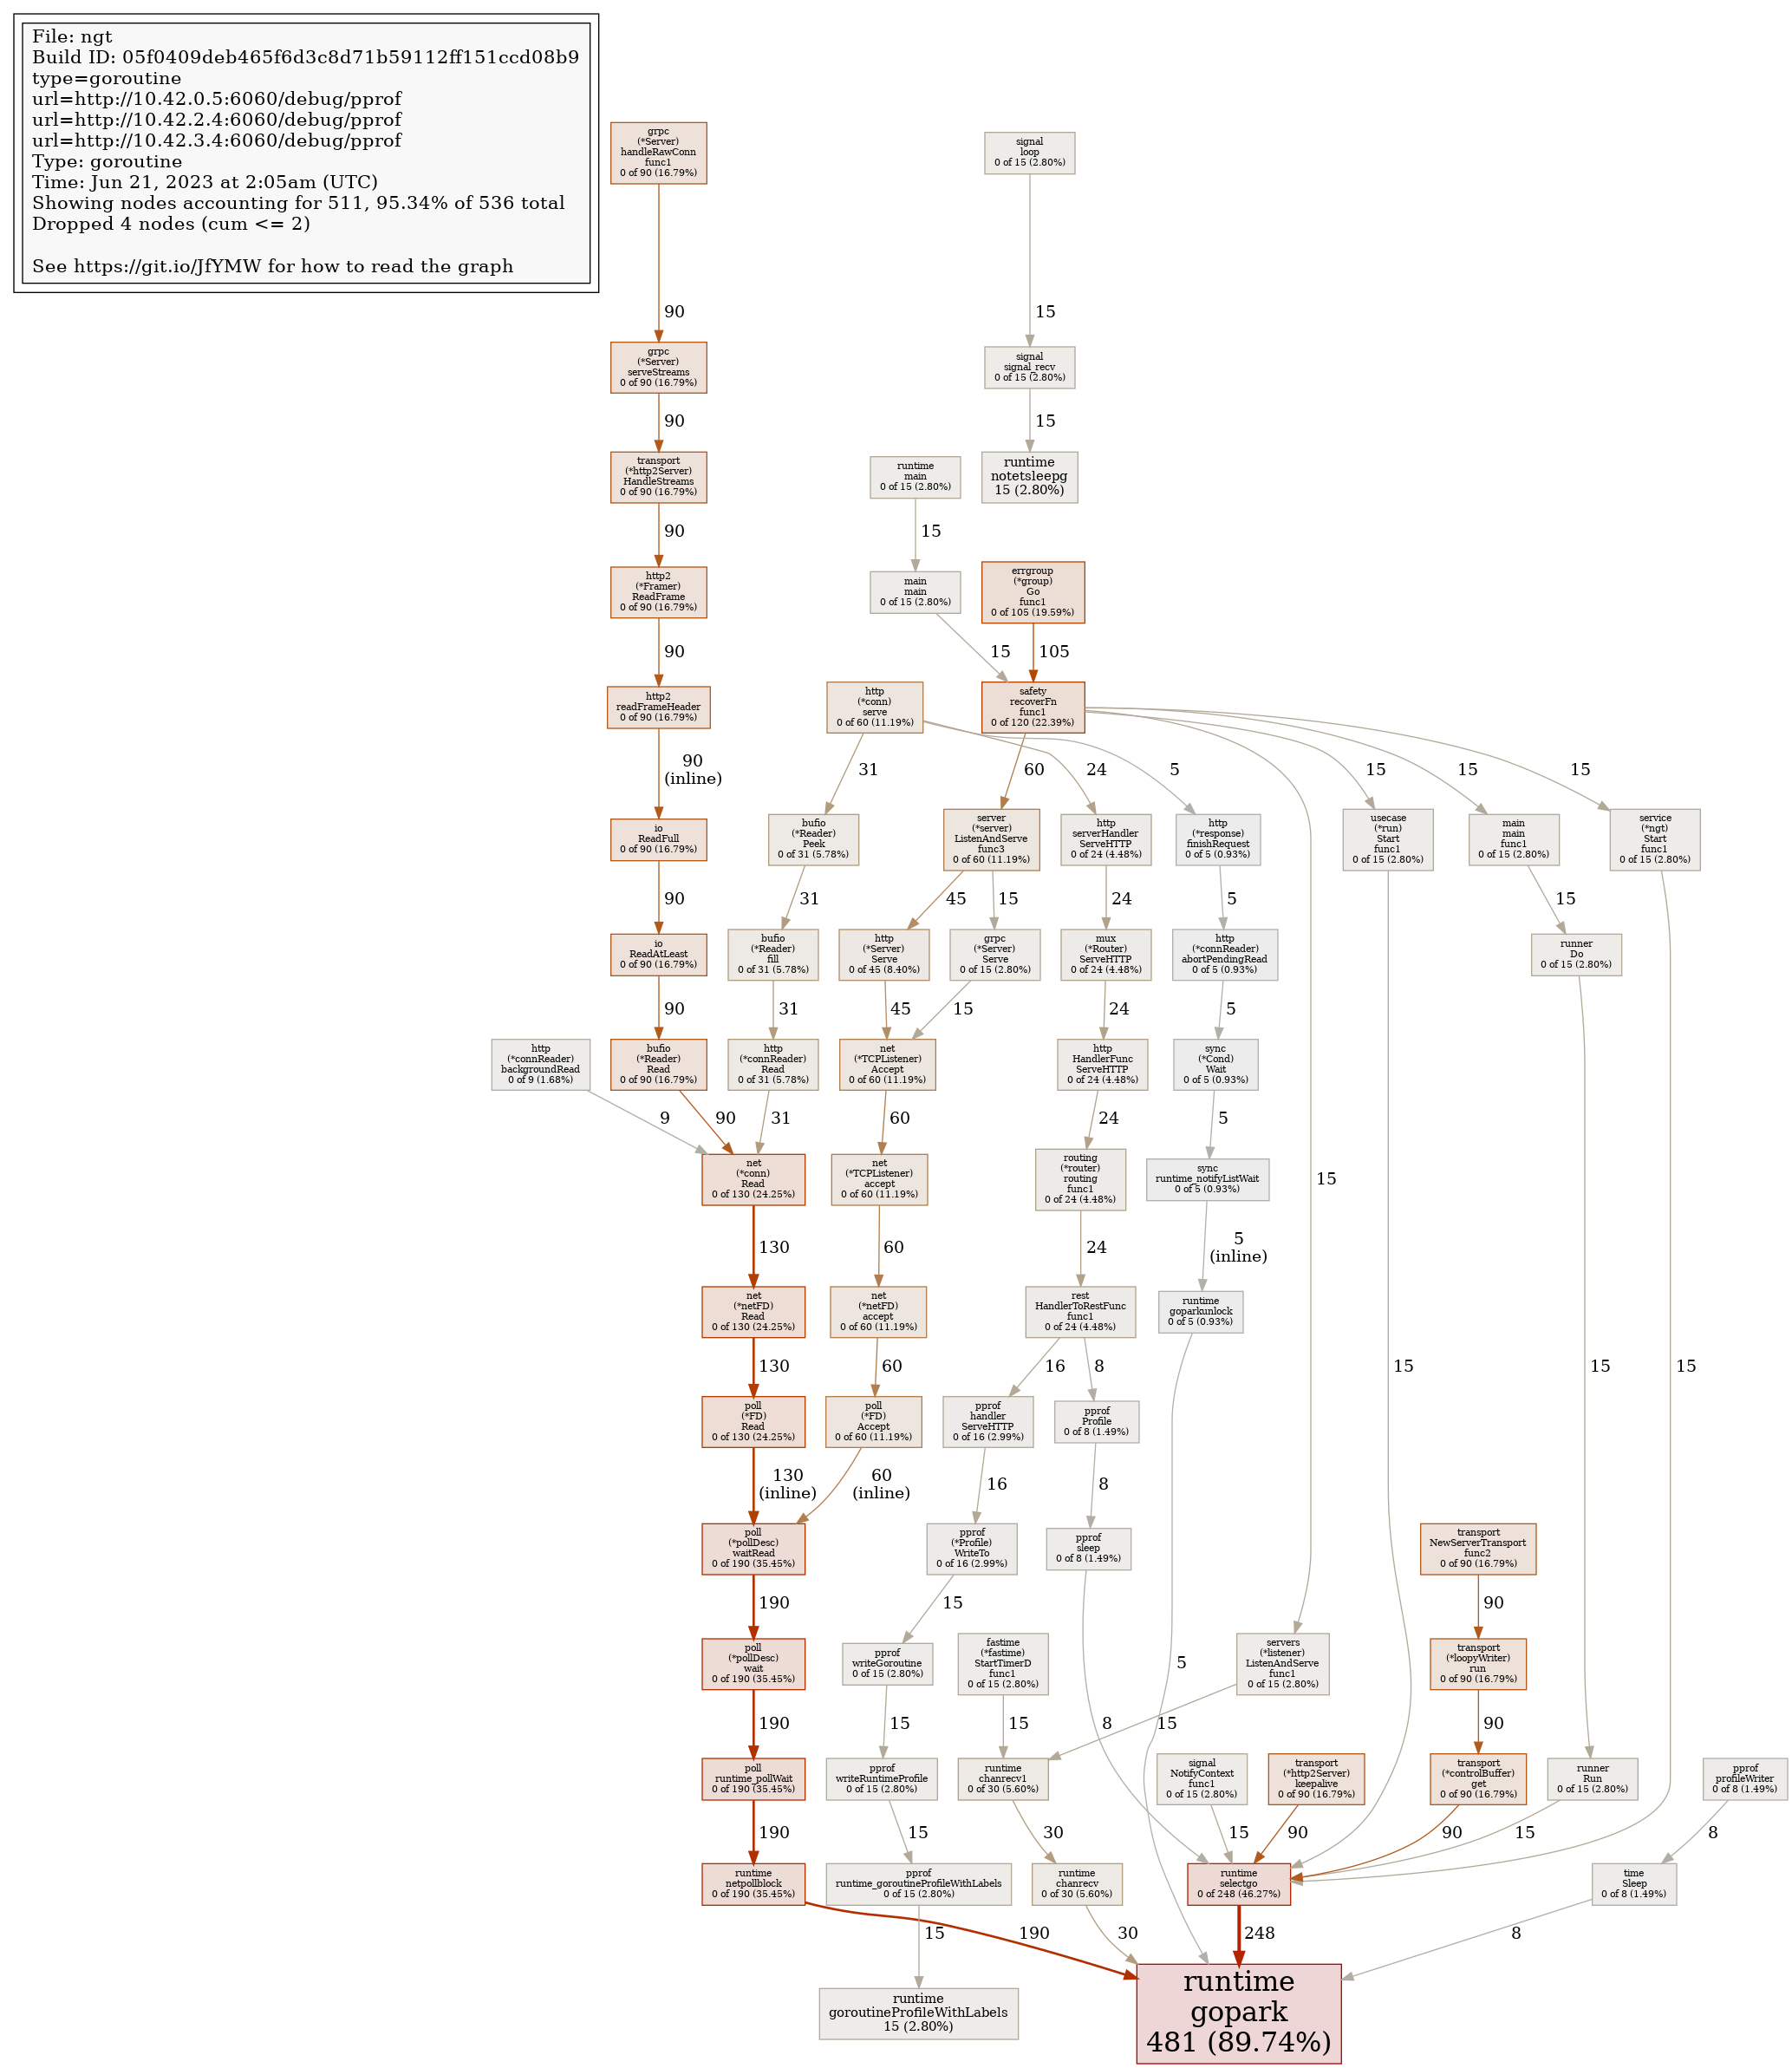 File: ngt
Build ID: 05f0409deb465f6d3c8d71b59112ff151ccd08b9
type=goroutine
url=http://10.42.0.5:6060/debug/pprof
url=http://10.42.2.4:6060/debug/pprof
url=http://10.42.3.4:6060/debug/pprof
Type: goroutine
Time: Jun 21, 2023 at 2:05am (UTC)
Showing nodes accounting for 511, 95.34% of 536 total
Dropped 4 nodes (cum <= 2)
See https://git.io/JfYMW for how to read the graph
grpc
(*Server)
handleRawConn
func1
0 of 90 (16.79%)
90
grpc
(*Server)
serveStreams
0 of 90 (16.79%)
90
transport
(*http2Server)
HandleStreams
0 of 90 (16.79%)
90
http2
(*Framer)
ReadFrame
0 of 90 (16.79%)
90
http2
readFrameHeader
0 of 90 (16.79%)
90
(inline)
io
ReadFull
0 of 90 (16.79%)
90
io
ReadAtLeast
0 of 90 (16.79%)
90
http
(*connReader)
backgroundRead
0 of 9 (1.68%)
9
bufio
(*Reader)
Read
0 of 90 (16.79%)
90
signal
loop
0 of 15 (2.80%)
15
signal
signal_recv
0 of 15 (2.80%)
15
runtime
notetsleepg
15 (2.80%)
runtime
main
0 of 15 (2.80%)
15
main
main
0 of 15 (2.80%)
15
errgroup
(*group)
Go
func1
0 of 105 (19.59%)
105
http
(*conn)
serve
0 of 60 (11.19%)
31
24
5
safety
recoverFn
func1
0 of 120 (22.39%)
60
15
15
15
15
bufio
(*Reader)
Peek
0 of 31 (5.78%)
31
bufio
(*Reader)
fill
0 of 31 (5.78%)
31
http
(*connReader)
Read
0 of 31 (5.78%)
31
server
(*server)
ListenAndServe
func3
0 of 60 (11.19%)
45
15
http
(*Server)
Serve
0 of 45 (8.40%)
45
grpc
(*Server)
Serve
0 of 15 (2.80%)
15
net
(*TCPListener)
Accept
0 of 60 (11.19%)
60
net
(*TCPListener)
accept
0 of 60 (11.19%)
60
net
(*netFD)
accept
0 of 60 (11.19%)
60
poll
(*FD)
Accept
0 of 60 (11.19%)
60
(inline)
net
(*conn)
Read
0 of 130 (24.25%)
130
net
(*netFD)
Read
0 of 130 (24.25%)
130
poll
(*FD)
Read
0 of 130 (24.25%)
130
(inline)
poll
(*pollDesc)
waitRead
0 of 190 (35.45%)
190
poll
(*pollDesc)
wait
0 of 190 (35.45%)
190
poll
runtime_pollWait
0 of 190 (35.45%)
190
runtime
netpollblock
0 of 190 (35.45%)
190
http
serverHandler
ServeHTTP
0 of 24 (4.48%)
24
mux
(*Router)
ServeHTTP
0 of 24 (4.48%)
24
http
HandlerFunc
ServeHTTP
0 of 24 (4.48%)
24
routing
(*router)
routing
func1
0 of 24 (4.48%)
24
rest
HandlerToRestFunc
func1
0 of 24 (4.48%)
16
8
pprof
handler
ServeHTTP
0 of 16 (2.99%)
16
pprof
(*Profile)
WriteTo
0 of 16 (2.99%)
15
pprof
writeGoroutine
0 of 15 (2.80%)
15
pprof
writeRuntimeProfile
0 of 15 (2.80%)
15
pprof
runtime_goroutineProfileWithLabels
0 of 15 (2.80%)
15
runtime
goroutineProfileWithLabels
15 (2.80%)
pprof
Profile
0 of 8 (1.49%)
8
pprof
sleep
0 of 8 (1.49%)
8
http
(*response)
finishRequest
0 of 5 (0.93%)
5
http
(*connReader)
abortPendingRead
0 of 5 (0.93%)
5
sync
(*Cond)
Wait
0 of 5 (0.93%)
5
sync
runtime_notifyListWait
0 of 5 (0.93%)
5
(inline)
runtime
goparkunlock
0 of 5 (0.93%)
5
usecase
(*run)
Start
func1
0 of 15 (2.80%)
15
main
main
func1
0 of 15 (2.80%)
15
runner
Do
0 of 15 (2.80%)
15
service
(*ngt)
Start
func1
0 of 15 (2.80%)
15
fastime
(*fastime)
StartTimerD
func1
0 of 15 (2.80%)
15
servers
(*listener)
ListenAndServe
func1
0 of 15 (2.80%)
15
runtime
chanrecv1
0 of 30 (5.60%)
30
runtime
chanrecv
0 of 30 (5.60%)
30
transport
NewServerTransport
func2
0 of 90 (16.79%)
90
transport
(*loopyWriter)
run
0 of 90 (16.79%)
90
signal
NotifyContext
func1
0 of 15 (2.80%)
15
transport
(*http2Server)
keepalive
0 of 90 (16.79%)
90
transport
(*controlBuffer)
get
0 of 90 (16.79%)
90
runner
Run
0 of 15 (2.80%)
15
pprof
profileWriter
0 of 8 (1.49%)
8
runtime
selectgo
0 of 248 (46.27%)
248
time
Sleep
0 of 8 (1.49%)
8
runtime
gopark
481 (89.74%)